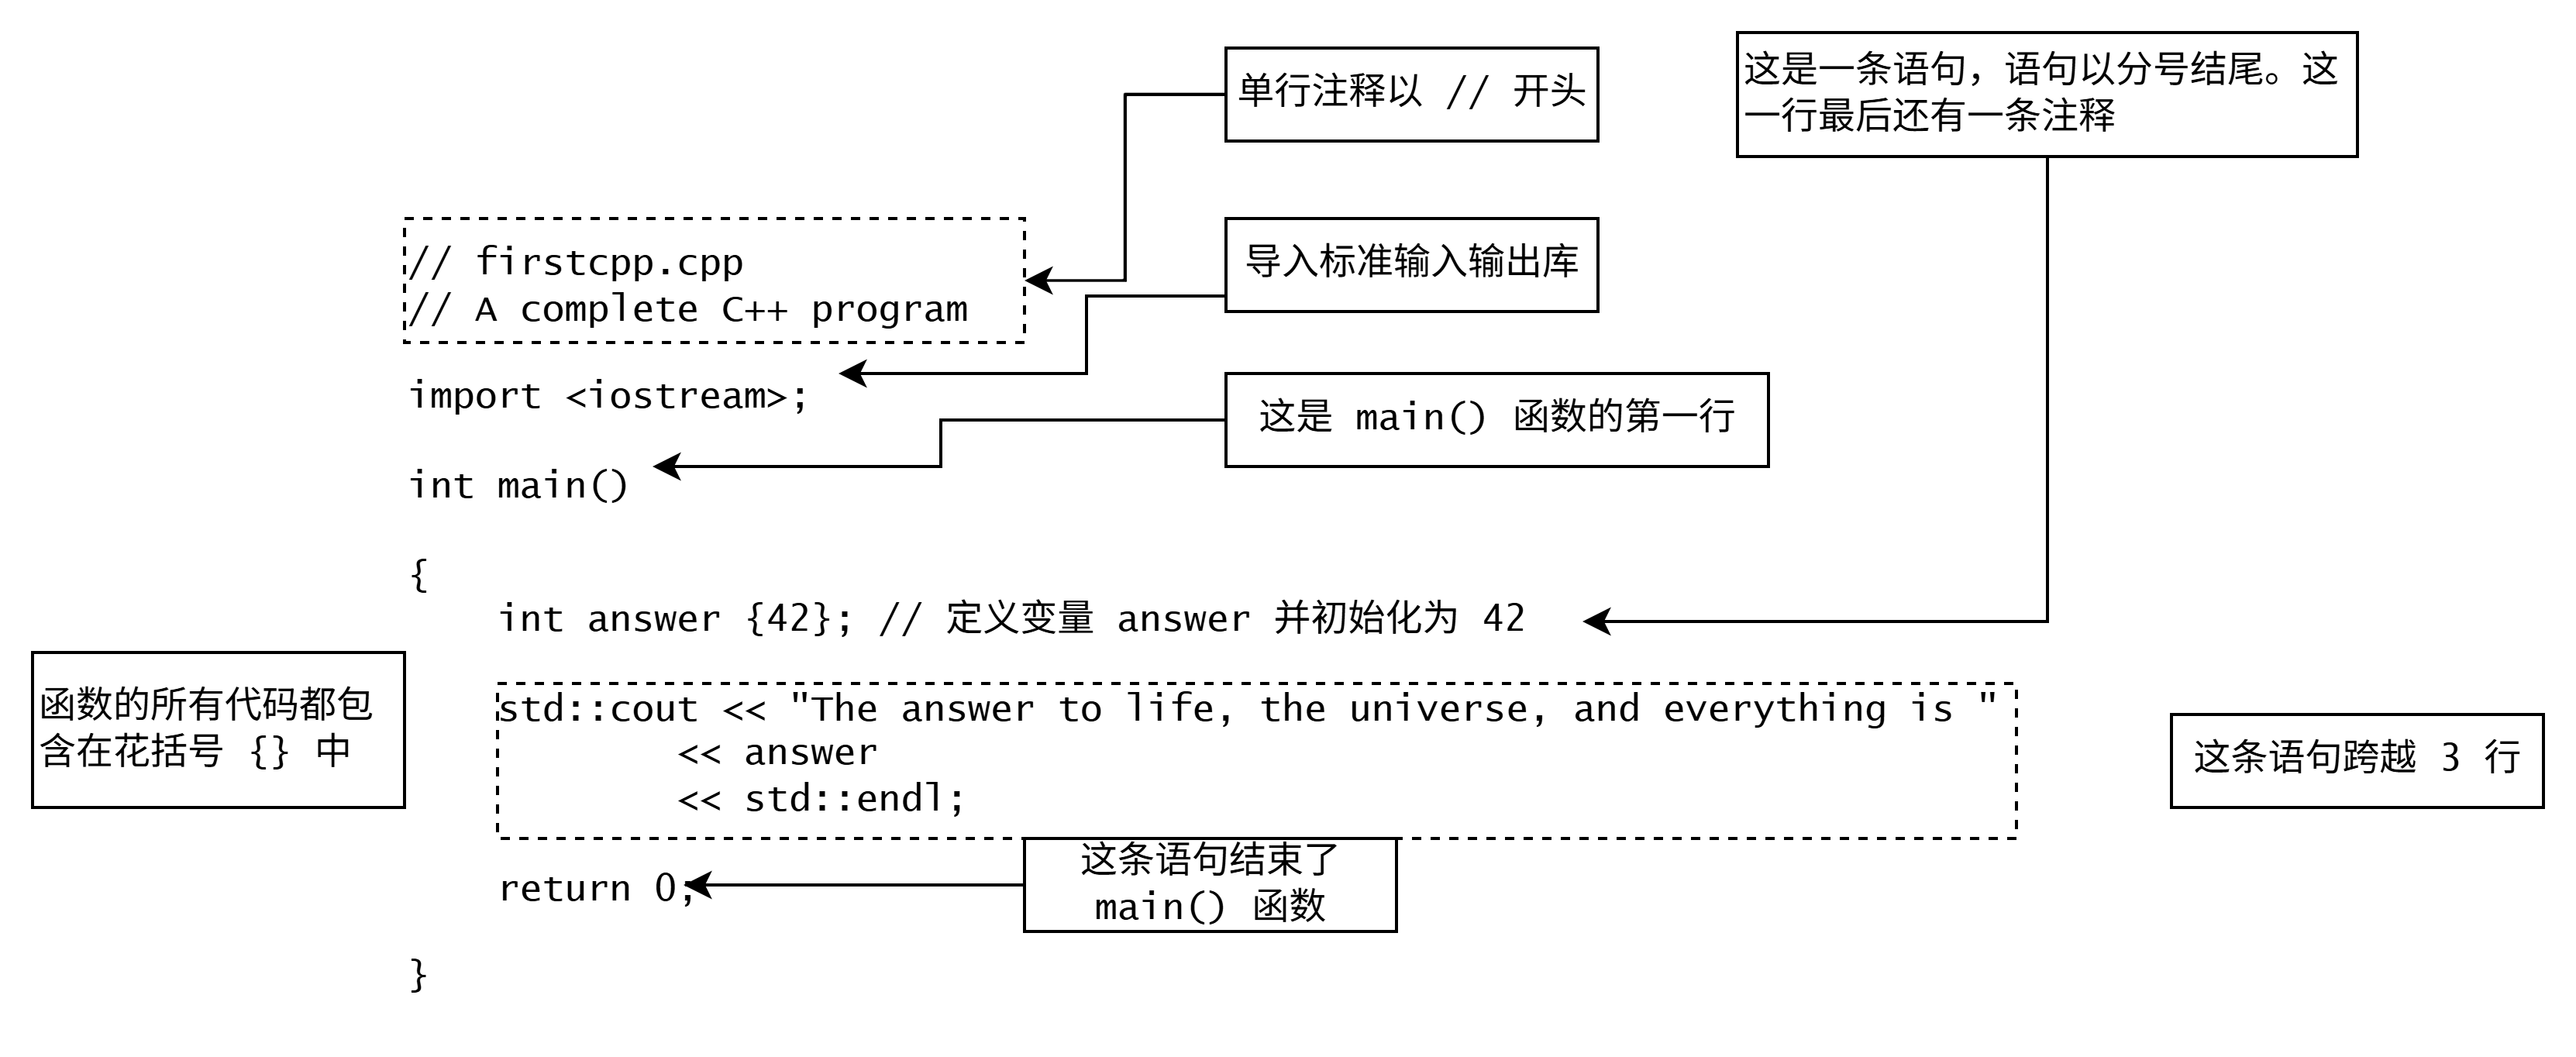 单行注释以 // 开头
这是一条语句，语句以分号结尾。这
一行最后还有一条注释
// firstcpp.cpp
// A complete C++ program
导入标准输入输出库
import <iostream>;
这是 main() 函数的第一行
int main()
{
int answer {42}; // 定义变量 answer 并初始化为 42
函数的所有代码都包
含在花括号 {} 中
std::cout << "The answer to life, the universe, and everything is "
<< answer
<< std::endl;
这条语句跨越 3 行
return 0;
这条语句结束了
main() 函数
}